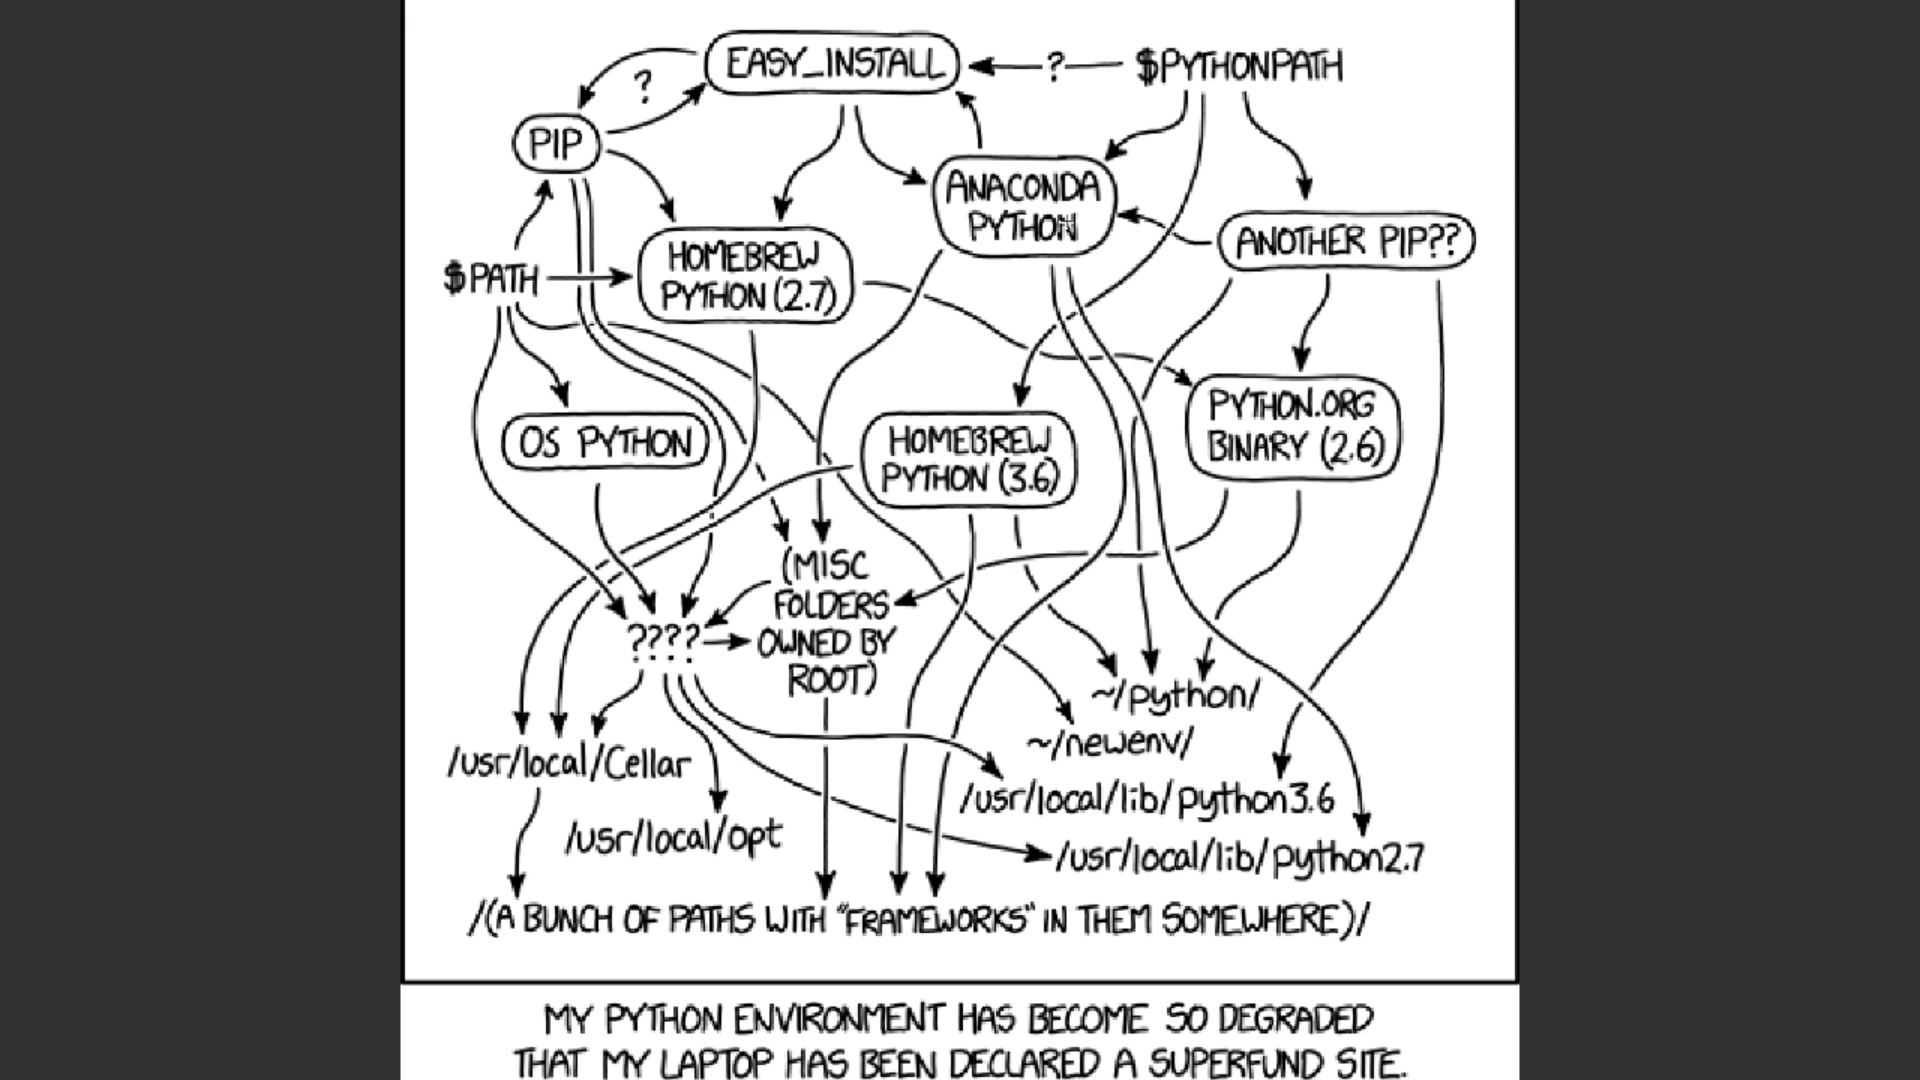 EASY_INSTALL
?
$PYTHONPATH
?
PIP
ANACONDA
PYTHON
ANOTHER PIP??
HOMEBREW
PYTHON (2.7)
$PATH
PYTHON.ORG
BINARY (2.6)
OS PYTHON
HOMEBREW
PYTHON (3.6)
(MISC
FOLDERS
OWNED BY
ROOT)
????
~/python/
~/newenv/
/usr/local/Cellar
/usr/local/lib/python3.6
/usr/local/opt
/usr/local/lib/python2.7
/(A BUNCH OF PATHS WITH "FRAMEWORKS" IN THEM SOMEWHERE)/
MY PYTHON ENVIRONMENT HAS BECOME SO DEGRADED
THAT MY LAPTOP HAS BEEN DECLARED A SUPERFUND SITE.